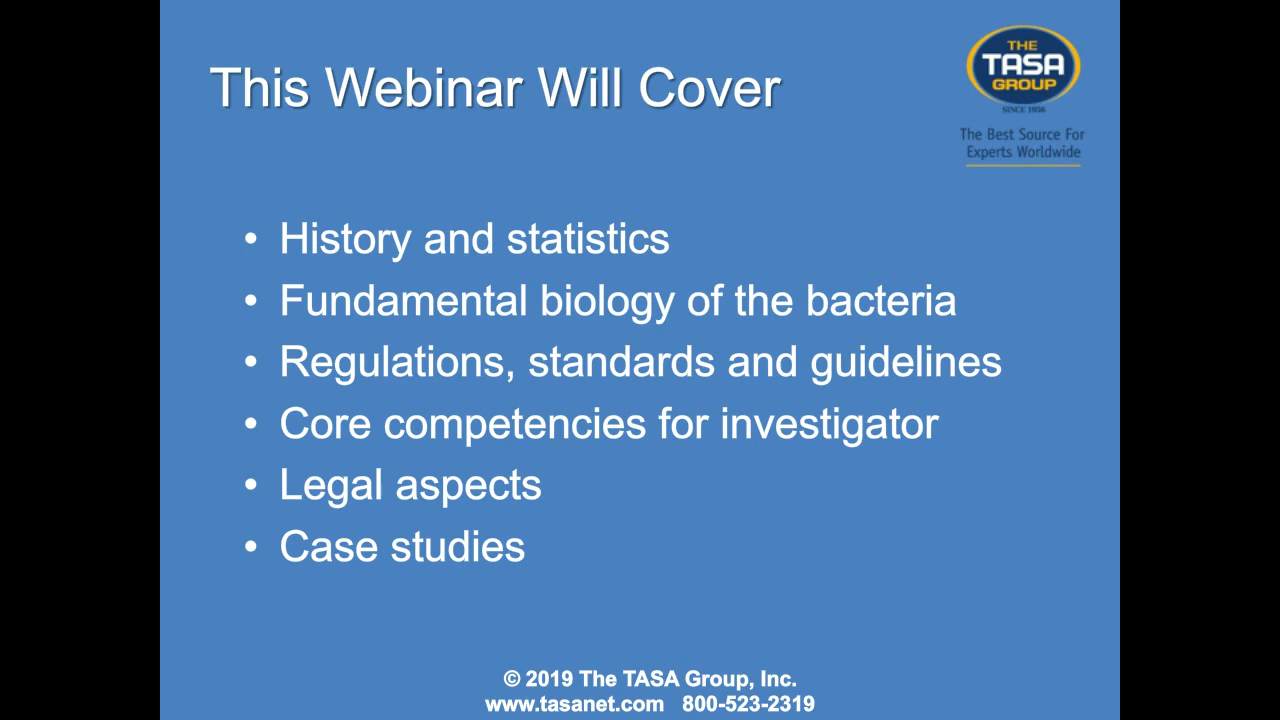 This Webinar Will Cover
THE
TASA
GROUP
SINCE 1956
The Best Source For
Experts Worldwide
• History and statistics
• Fundamental biology of the bacteria
• Regulations, standards and guidelines
• Core competencies for investigator
• Legal aspects
• Case studies
© 2019 The TASA Group, Inc.
www.tasanet.com 800-523-2319